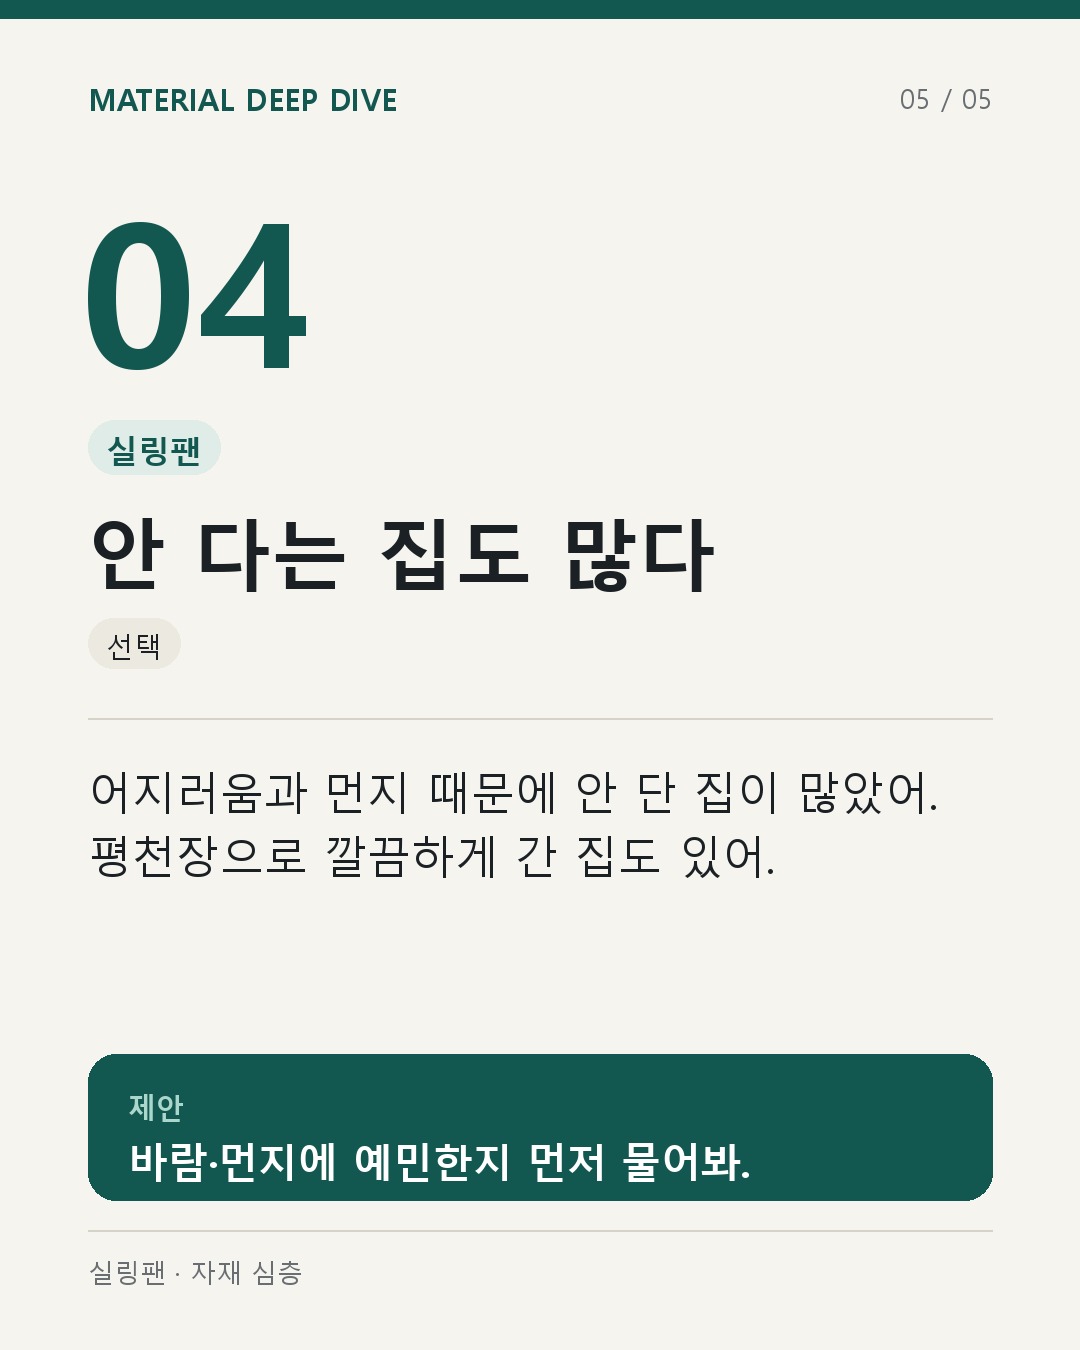 MATERIAL DEEP DIVE
05 / 05
04
실링팬
안 다는 집도 많다
선택
어지러움과 먼지 때문에 안 단 집이 많았어.
평천장으로 깔끔하게 간 집도 있어.
제안
바람·먼지에 예민한지 먼저 물어봐.
실링팬 · 자재 심층